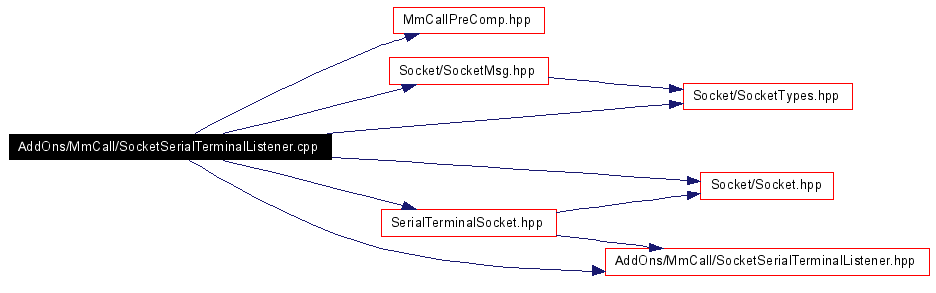 MmCallPreComp.hpp
Socket/SocketMsg.hpp
Socket/SocketTypes.hpp
AddOns/MmCall/SocketSerialTerminalListener.cpp
Socket/Socket.hpp
SerialTerminalSocket.hpp
AddOns/MmCall/SocketSerialTerminalListener.hpp